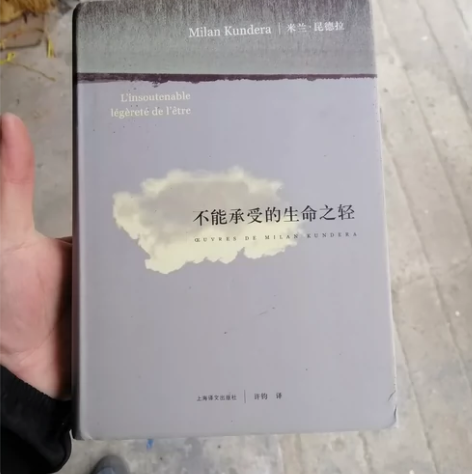 Milan Kundera | 米兰·昆德拉
L'insoutenable
légèreté de l'être
不能承受的生命之轻
ŒUVRES DE MILAN KUNDERA
上海译文出版社 | 许钧 译